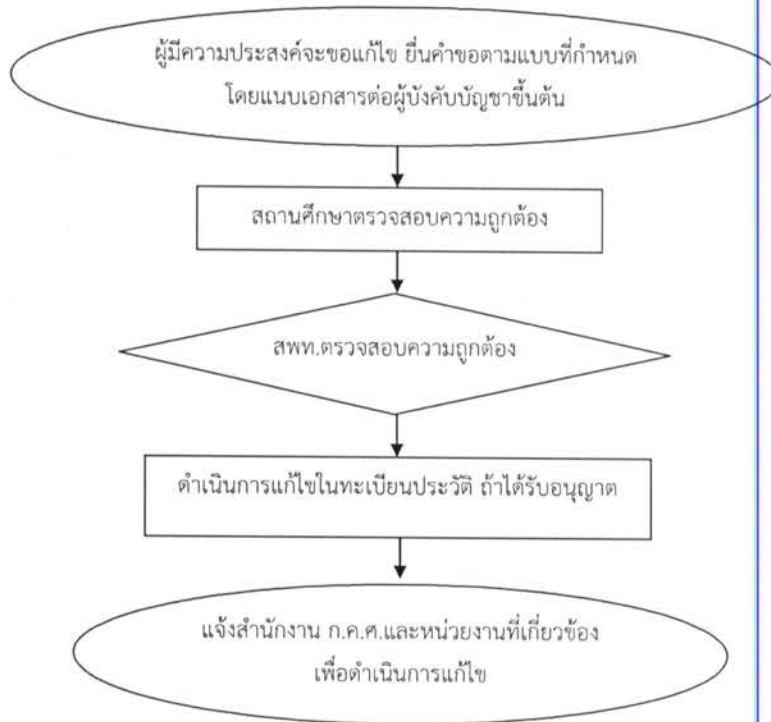 ผู้มีความประสงค์จะขอแก้ไข ยื่นคำขอตามแบบที่กำหนด
โดยแนบเอกสารต่อผู้บังคับบัญชาขึ้นต้น
สถานศึกษาตรวจสอบความถูกต้อง
สพท.ตรวจสอบความถูกต้อง
ดำเนินการแก้ไขในทะเบียนประวัติ ถ้าได้รับอนุญาต
แจ้งสำนักงาน ก.ค.ศ.และหน่วยงานที่เกี่ยวข้อง
เพื่อดำเนินการแก้ไข